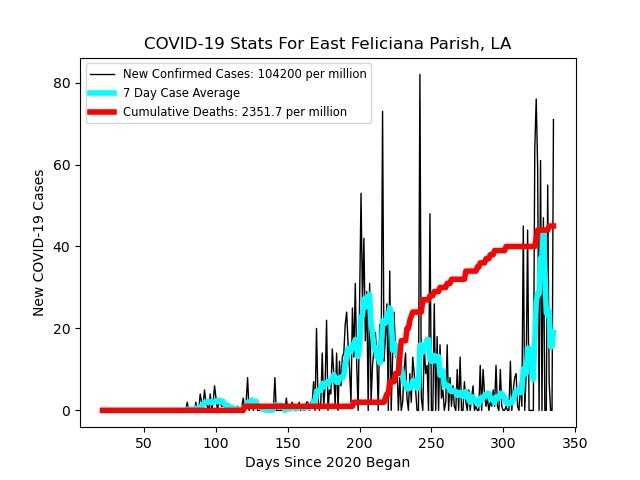 COVID-19 Stats For East Feliciana Parish, LA
New Confirmed Cases: 104200 per million
7 Day Case Average
Cumulative Deaths: 2351.7 per million
New COVID-19 Cases
80
60
40
20
0
50 100 150 200 250 300 350
Days Since 2020 Began